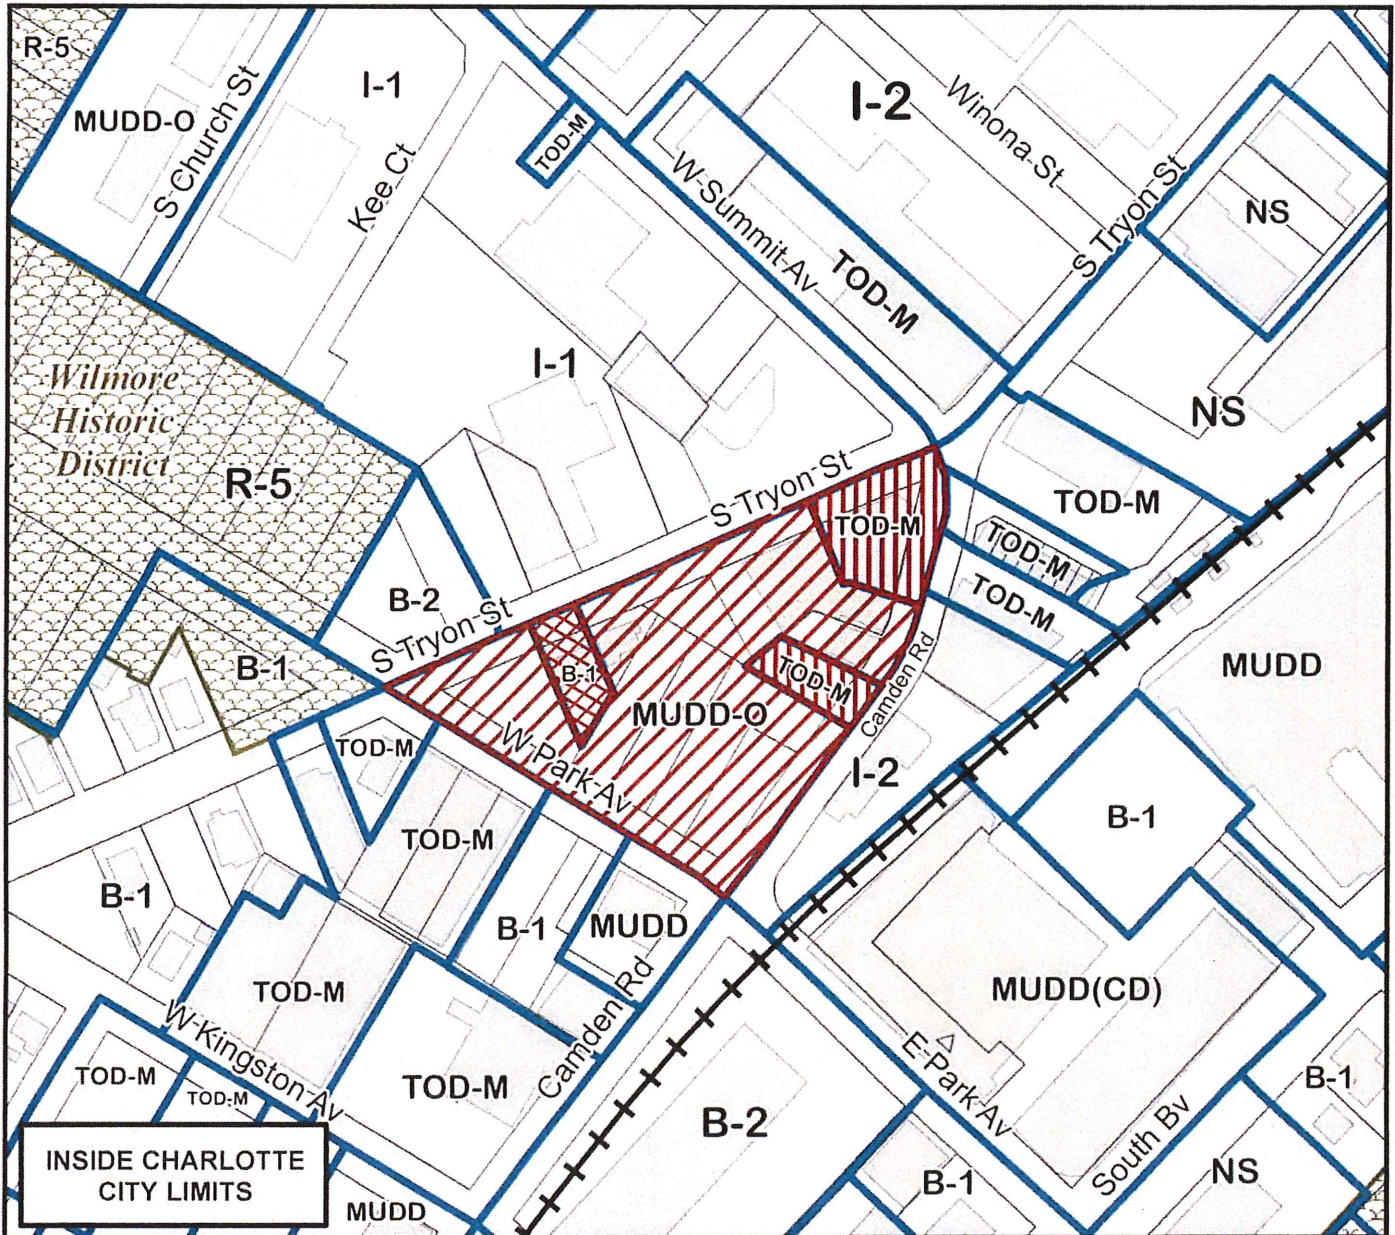 R-5
MUDD-O
S Church St
I-1
Kee Ct
TOD-M
I-2
Winona St
W Summit Av
TOD-M
S Tryon St
NS
Wilmore
Historic
District
R-5
I-1
NS
S Tryon St
TOD-M
TOD-M
TOD-M
TOD-M
B-2
S Tryon St
B-1
B-1
TOD-M
Camden Rd
MUDD
MUDD-O
W Park Av
TOD-M
I-2
TOD-M
B-1
B-1
B-1
MUDD
TOD-M
Camden Rd
MUDD(CD)
W Kingston Av
TOD-M
TOD-M
TOD-M
E Park Av
B-2
B-1
South Bv
B-1
NS
INSIDE CHARLOTTE
CITY LIMITS
MUDD